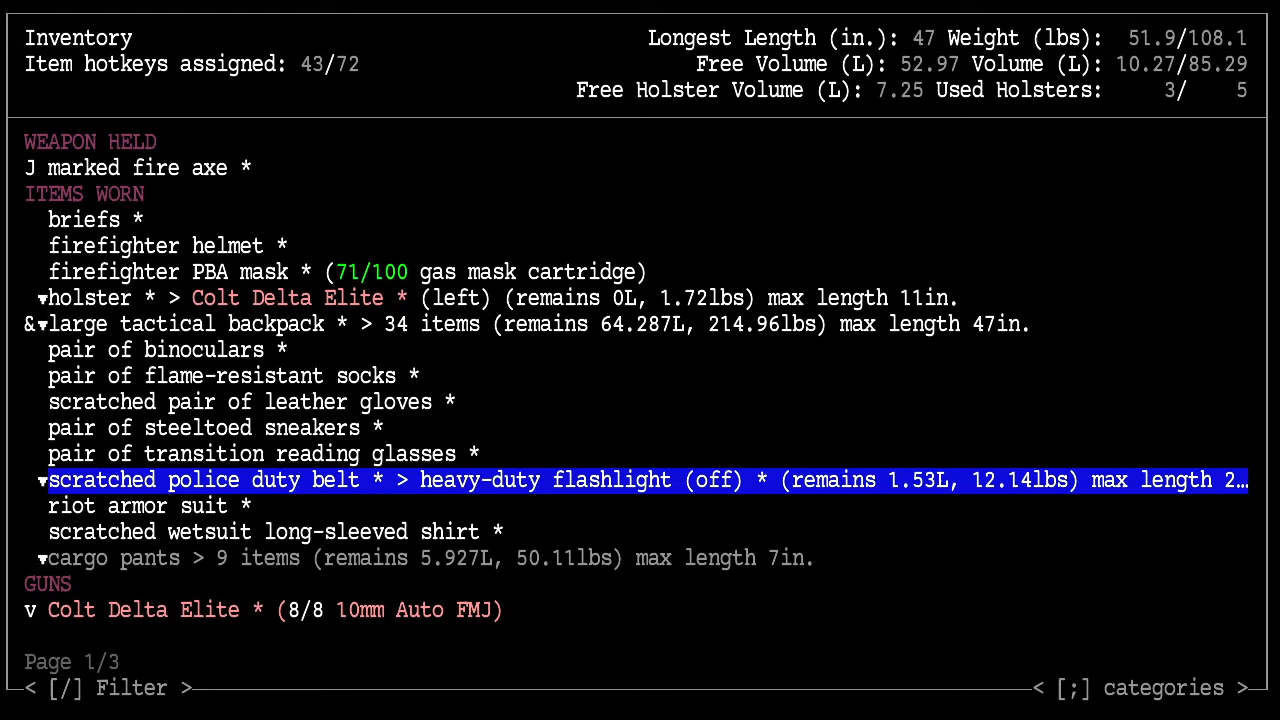 Inventory
Longest Length (in.): 47 Weight (lbs): 51.9/108.1
Item hotkeys assigned: 43/72
Free Volume (L): 52.97 Volume (L): 10.27/85.29
Free Holster Volume (L): 7.25 Used Holsters: 3/ 5
WEAPON HELD
J marked fire axe *
ITEMS WORN
briefs *
firefighter helmet *
firefighter PBA mask * (71/100 gas mask cartridge)
▼holster * > Colt Delta Elite * (left) (remains 0L, 1.72lbs) max length 11in.
&▼large tactical backpack * > 34 items (remains 64.287L, 214.96lbs) max length 47in.
pair of binoculars *
pair of flame-resistant socks *
scratched pair of leather gloves *
pair of steeltoed sneakers *
pair of transition reading glasses *
▼scratched police duty belt * > heavy-duty flashlight (off) * (remains 1.53L, 12.14lbs) max length 2…
riot armor suit *
scratched wetsuit long-sleeved shirt *
▼cargo pants > 9 items (remains 5.927L, 50.11lbs) max length 7in.
GUNS
v Colt Delta Elite * (8/8 10mm Auto FMJ)
Page 1/3
< [/] Filter >
< [;] categories >